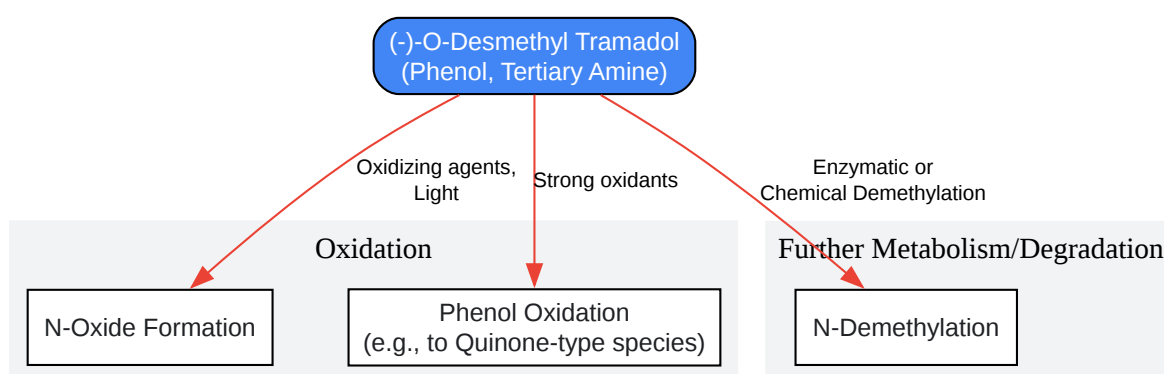 (-)-O-Desmethyl Tramadol
(Phenol, Tertiary Amine)
Oxidizing agents,
Light
Strong oxidants
Enzymatic or
Chemical Demethylation
Oxidation
Further Metabolism/Degradation
N-Oxide Formation
Phenol Oxidation
(e.g., to Quinone-type species)
N-Demethylation